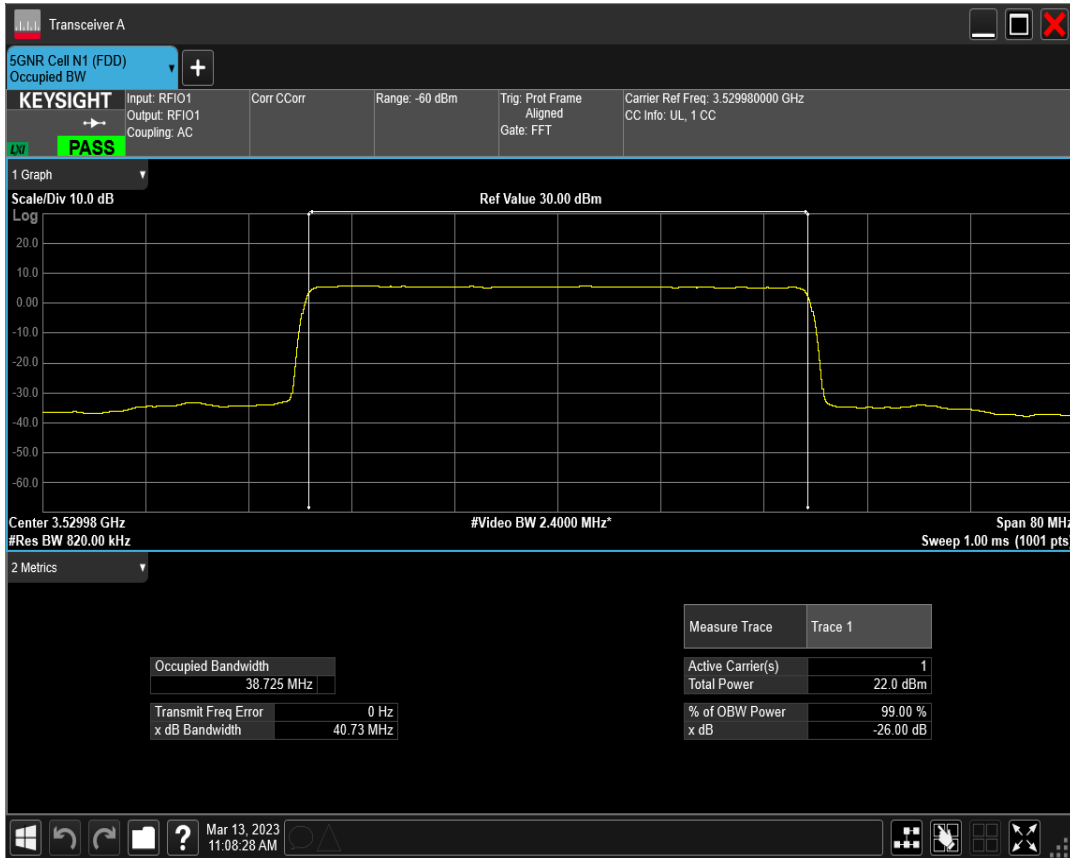 Transceiver A
5GNR Cell N1 (FDD)
Occupied BW
+
KEYSIGHT
LXI
PASS
Input: RFIO1
Output: RFIO1
Coupling: AC
Corr CCorr
Range: -60 dBm
Trig: Prot Frame
Aligned
Gate: FFT
Carrier Ref Freq: 3.529980000 GHz
CC Info: UL, 1 CC
1 Graph
Scale/Div 10.0 dB
Ref Value 30.00 dBm
Log
20.0
10.0
0.00
-10.0
-20.0
-30.0
-40.0
-50.0
-60.0
Center 3.52998 GHz
#Video BW 2.4000 MHz*
Span 80 MHz
#Res BW 820.00 kHz
Sweep 1.00 ms (1001 pts)
2 Metrics
Measure Trace Trace 1
Occupied Bandwidth
38.725 MHz
Active Carrier(s) 1
Total Power 22.0 dBm
Transmit Freq Error 0 Hz
x dB Bandwidth 40.73 MHz
% of OBW Power 99.00 %
x dB -26.00 dB
?
Mar 13, 2023
11:08:28 AM